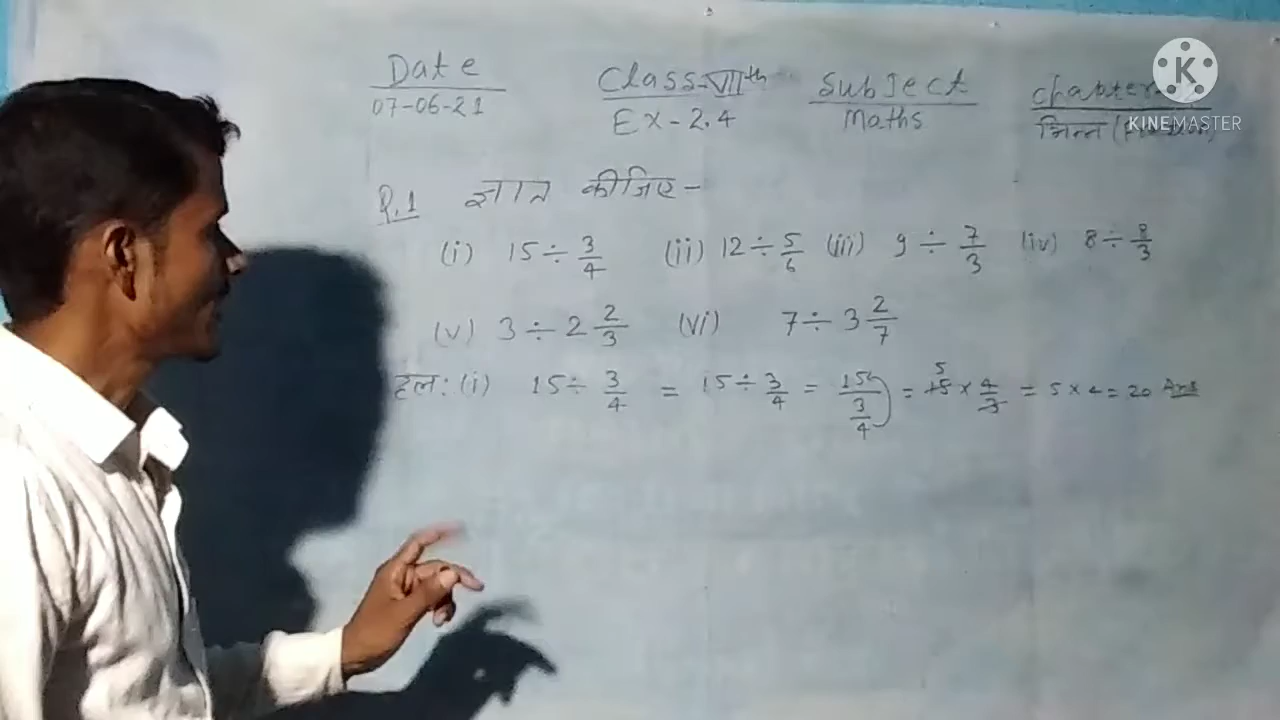 Date Class-VIIth Subject Chapter
07-06-21 Ex-2.4 Maths भिन्न (Fraction)
KINEMASTER
Q.1 ज्ञात कीजिए -
(i) 15 ÷ 3/4 (ii) 12 ÷ 5/6 (iii) 9 ÷ 7/3 (iv) 8 ÷ 8/3
(v) 3 ÷ 2 2/3 (vi) 7 ÷ 3 2/7
हल: (i) 15 ÷ 3/4 = 15 ÷ 3/4 = 15/(3/4) = 5 15 × 4/3 = 5 × 4 = 20 Ans